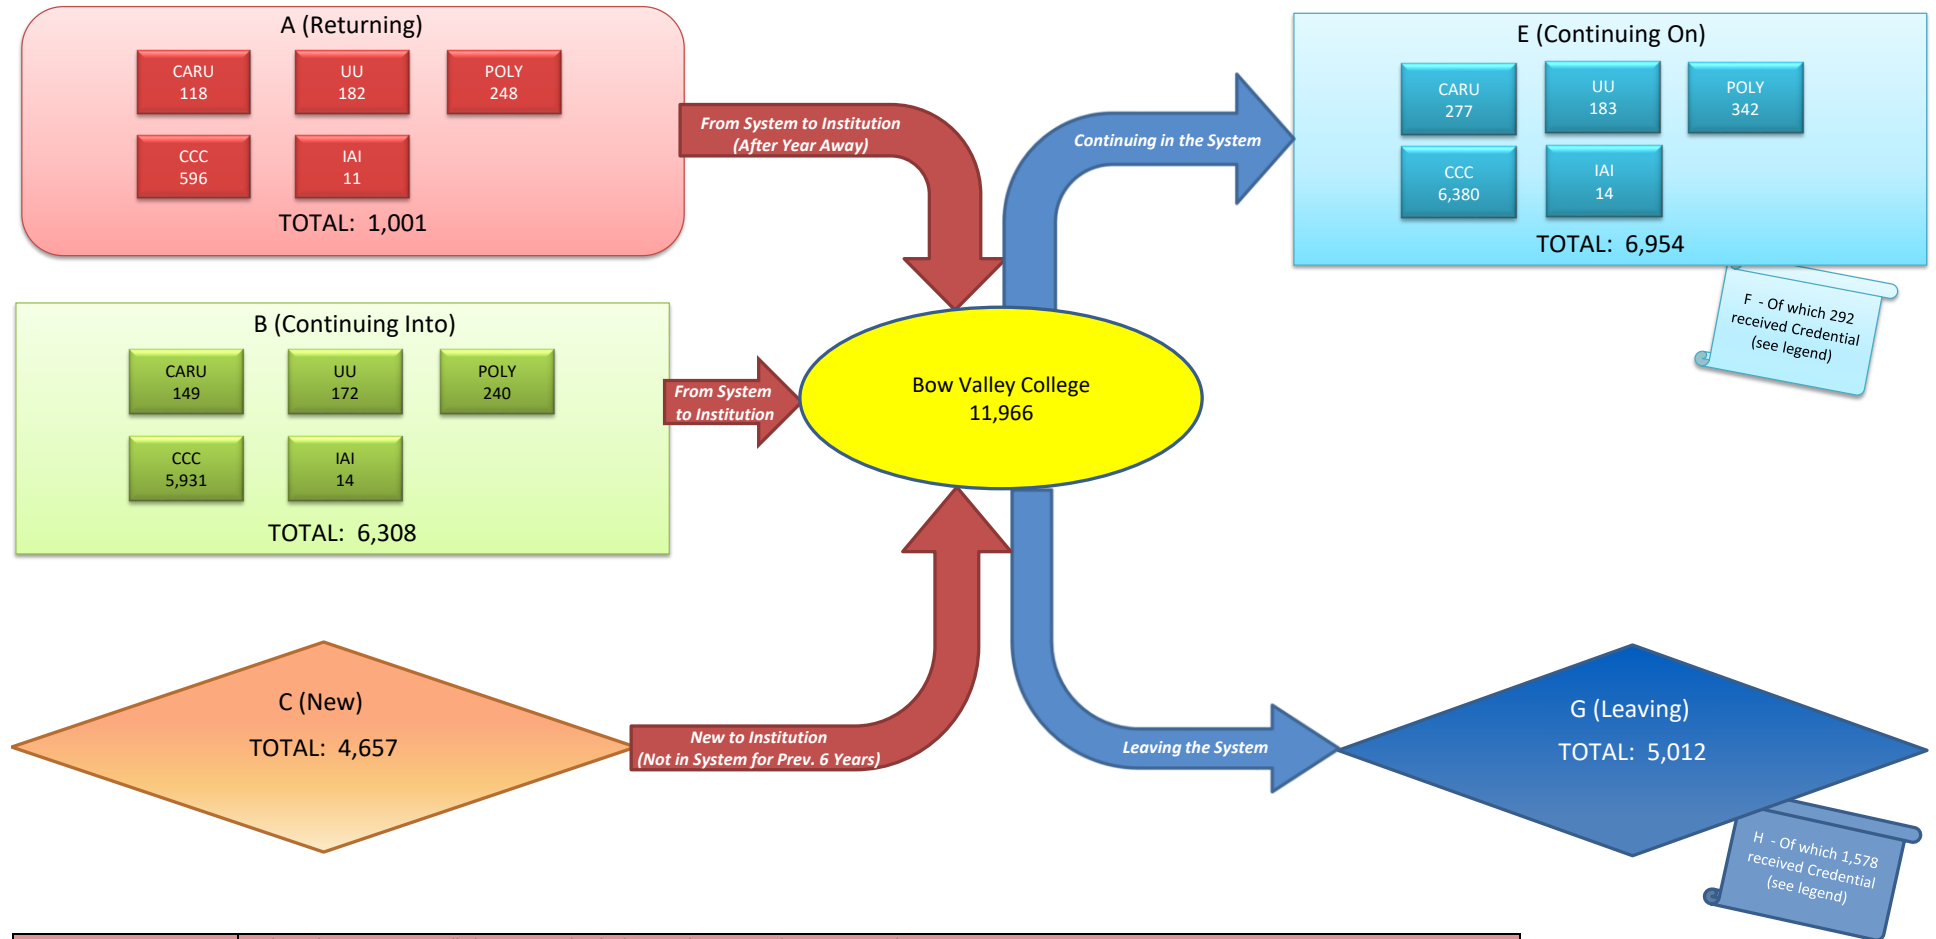 A (Returning)
CARU
118
UU
182
POLY
248
CCC
596
IAI
11
TOTAL:  1,001
From System to Institution
(After Year Away)
B (Continuing Into)
CARU
149
UU
172
POLY
240
CCC
5,931
IAI
14
TOTAL:  6,308
From System
to Institution
C (New)
TOTAL:  4,657
New to Institution
(Not in System for Prev. 6 Years)
Bow Valley College
11,966
Continuing in the System
E (Continuing On)
CARU
277
UU
183
POLY
342
CCC
6,380
IAI
14
TOTAL:  6,954
F  - Of which 292
received Credential
(see legend)
Leaving the System
G (Leaving)
TOTAL:  5,012
H  - Of which 1,578
received Credential
(see legend)